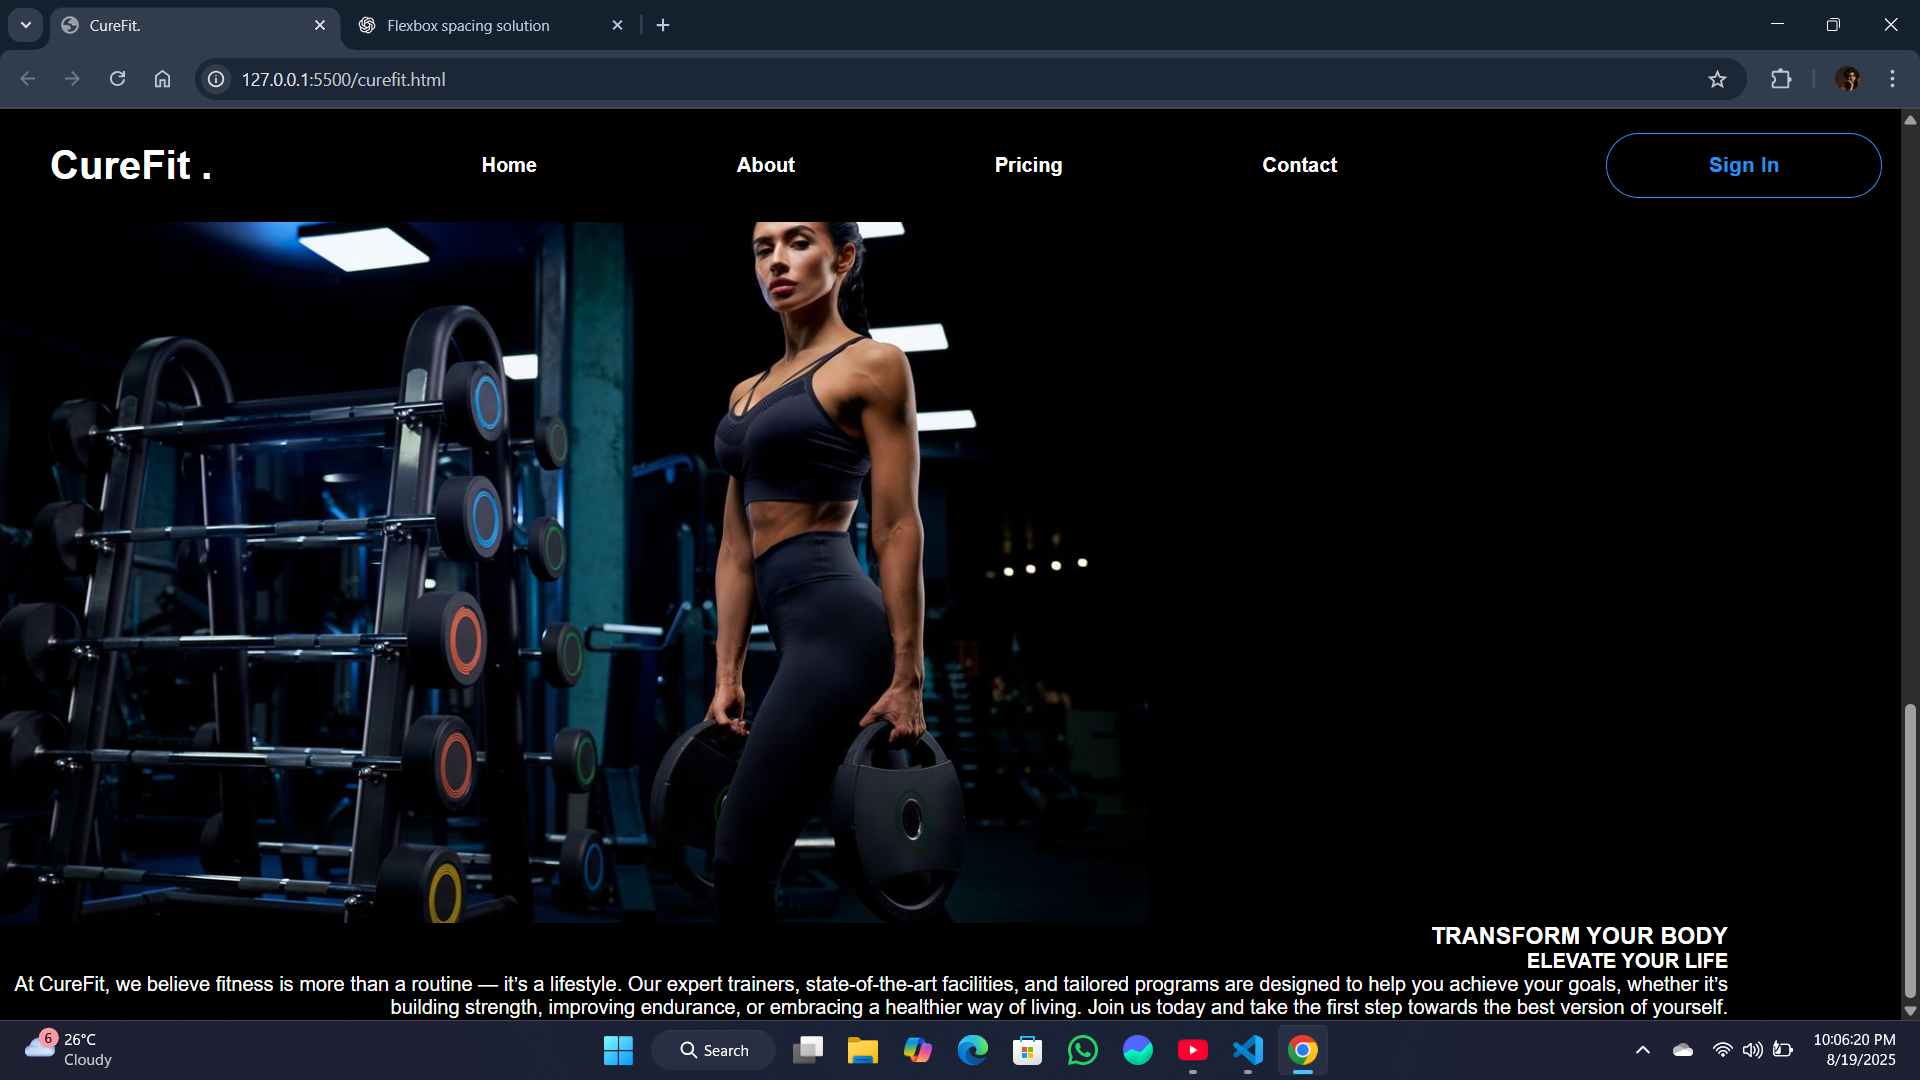 CureFit.
Flexbox spacing solution
127.0.0.1:5500/curefit.html
CureFit .
Home
About
Pricing
Contact
Sign In
TRANSFORM YOUR BODY
ELEVATE YOUR LIFE
At CureFit, we believe fitness is more than a routine — it’s a lifestyle. Our expert trainers, state-of-the-art facilities, and tailored programs are designed to help you achieve your goals, whether it’s
building strength, improving endurance, or embracing a healthier way of living. Join us today and take the first step towards the best version of yourself.
6
26°C
Cloudy
Search
10:06:20 PM
8/19/2025